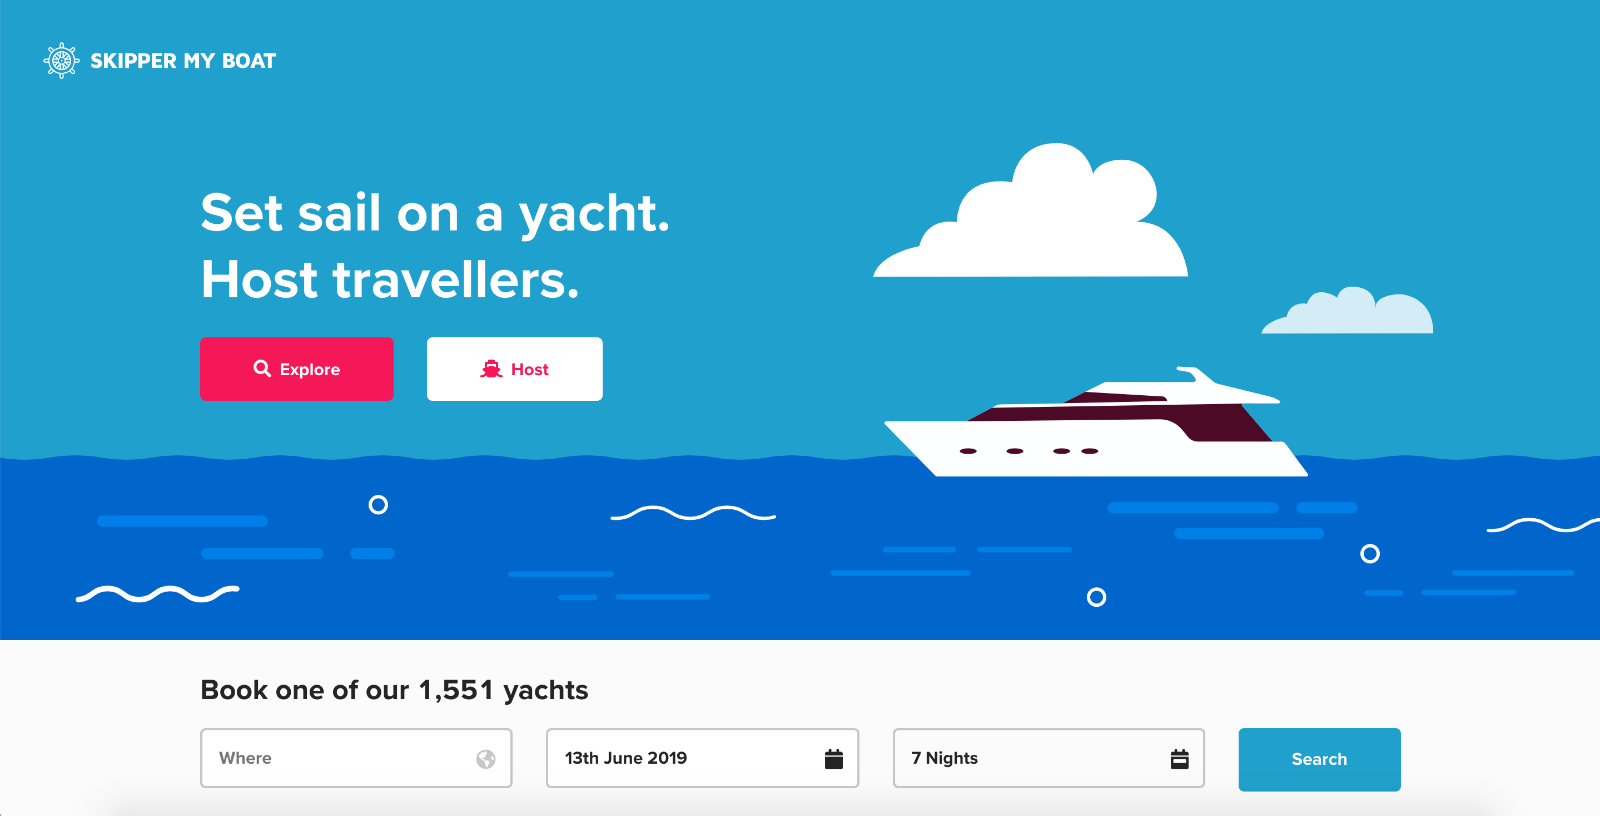 SKIPPER MY BOAT
Set sail on a yacht.
Host travellers.
Explore
Host
Book one of our 1,551 yachts
Where
13th June 2019
7 Nights
Search